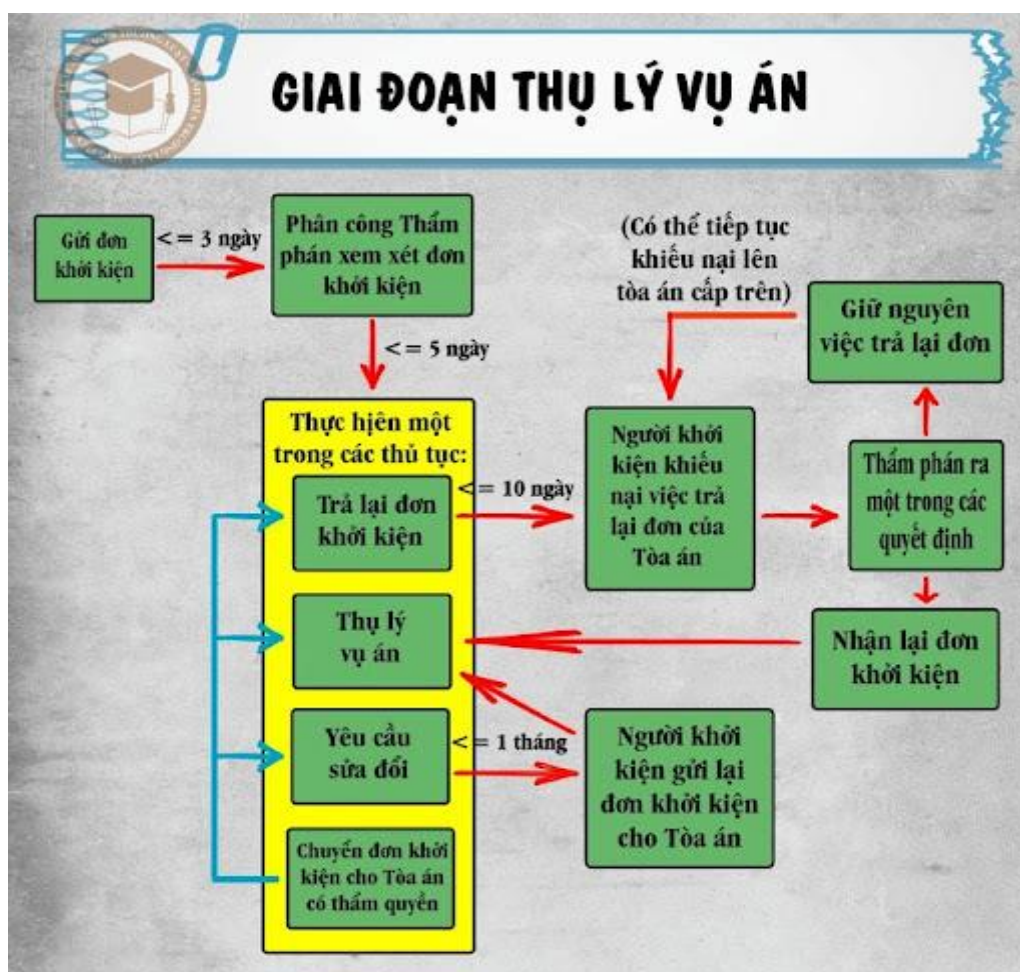 GIAI ĐOẠN THỤ LÝ VỤ ÁN
Gửi đơn
khởi kiện
<= 3 ngày
Phân công Thẩm
phán xem xét đơn
khởi kiện
<= 5 ngày
Thực hiện một
trong các thủ tục:
Trả lại đơn
khởi kiện
<= 10 ngày
Người khởi
kiện khiếu
nại việc trả
lại đơn của
Tòa án
(Có thể tiếp tục
khiếu nại lên
tòa án cấp trên)
Giữ nguyên
việc trả lại đơn
Thẩm phán ra
một trong các
quyết định
Nhận lại đơn
khởi kiện
Thụ lý
vụ án
Yêu cầu
sửa đổi
<= 1 tháng
Người khởi
kiện gửi lại
đơn khởi kiện
cho Tòa án
Chuyển đơn khởi
kiện cho Tòa án
có thẩm quyền